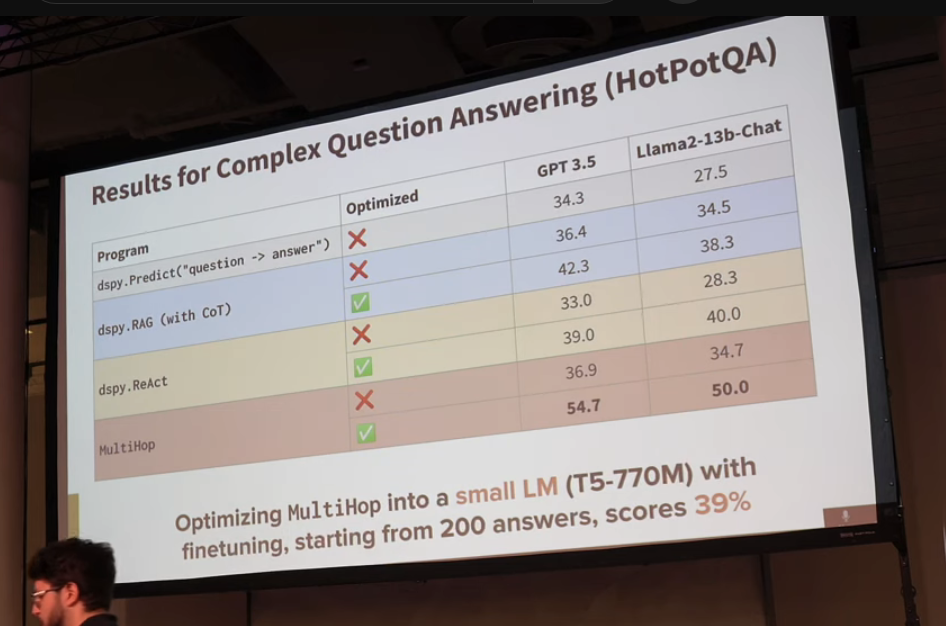 Results for Complex Question Answering (HotPotQA)
Program Optimized GPT 3.5 Llama2-13b-Chat
dspy.Predict("question -> answer") ❌ 34.3 27.5
dspy.RAG (with CoT) ❌ 36.4 34.5
✅ 42.3 38.3
dspy.ReAct ❌ 33.0 28.3
✅ 39.0 40.0
MultiHop ❌ 36.9 34.7
✅ 54.7 50.0
Optimizing MultiHop into a small LM (T5-770M) with
finetuning, starting from 200 answers, scores 39%